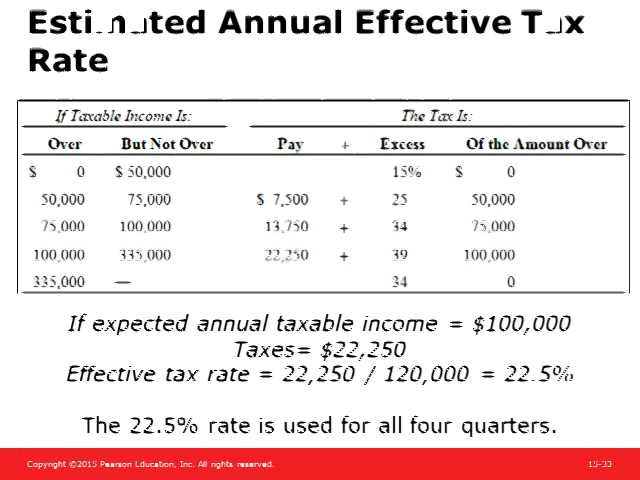 Estimated Annual Effective Tax
Rate
If Taxable Income Is: The Tax Is:
Over But Not Over Pay + Excess Of the Amount Over
$ 0 $ 50,000 15% $ 0
50,000 75,000 $ 7,500 + 25 50,000
75,000 100,000 13,750 + 34 75,000
100,000 335,000 22,250 + 39 100,000
335,000 — 34 0
If expected annual taxable income = $100,000
Taxes= $22,250
Effective tax rate = 22,250 / 120,000 = 22.5%
The 22.5% rate is used for all four quarters.
Copyright ©2015 Pearson Education, Inc. All rights reserved. 15-33